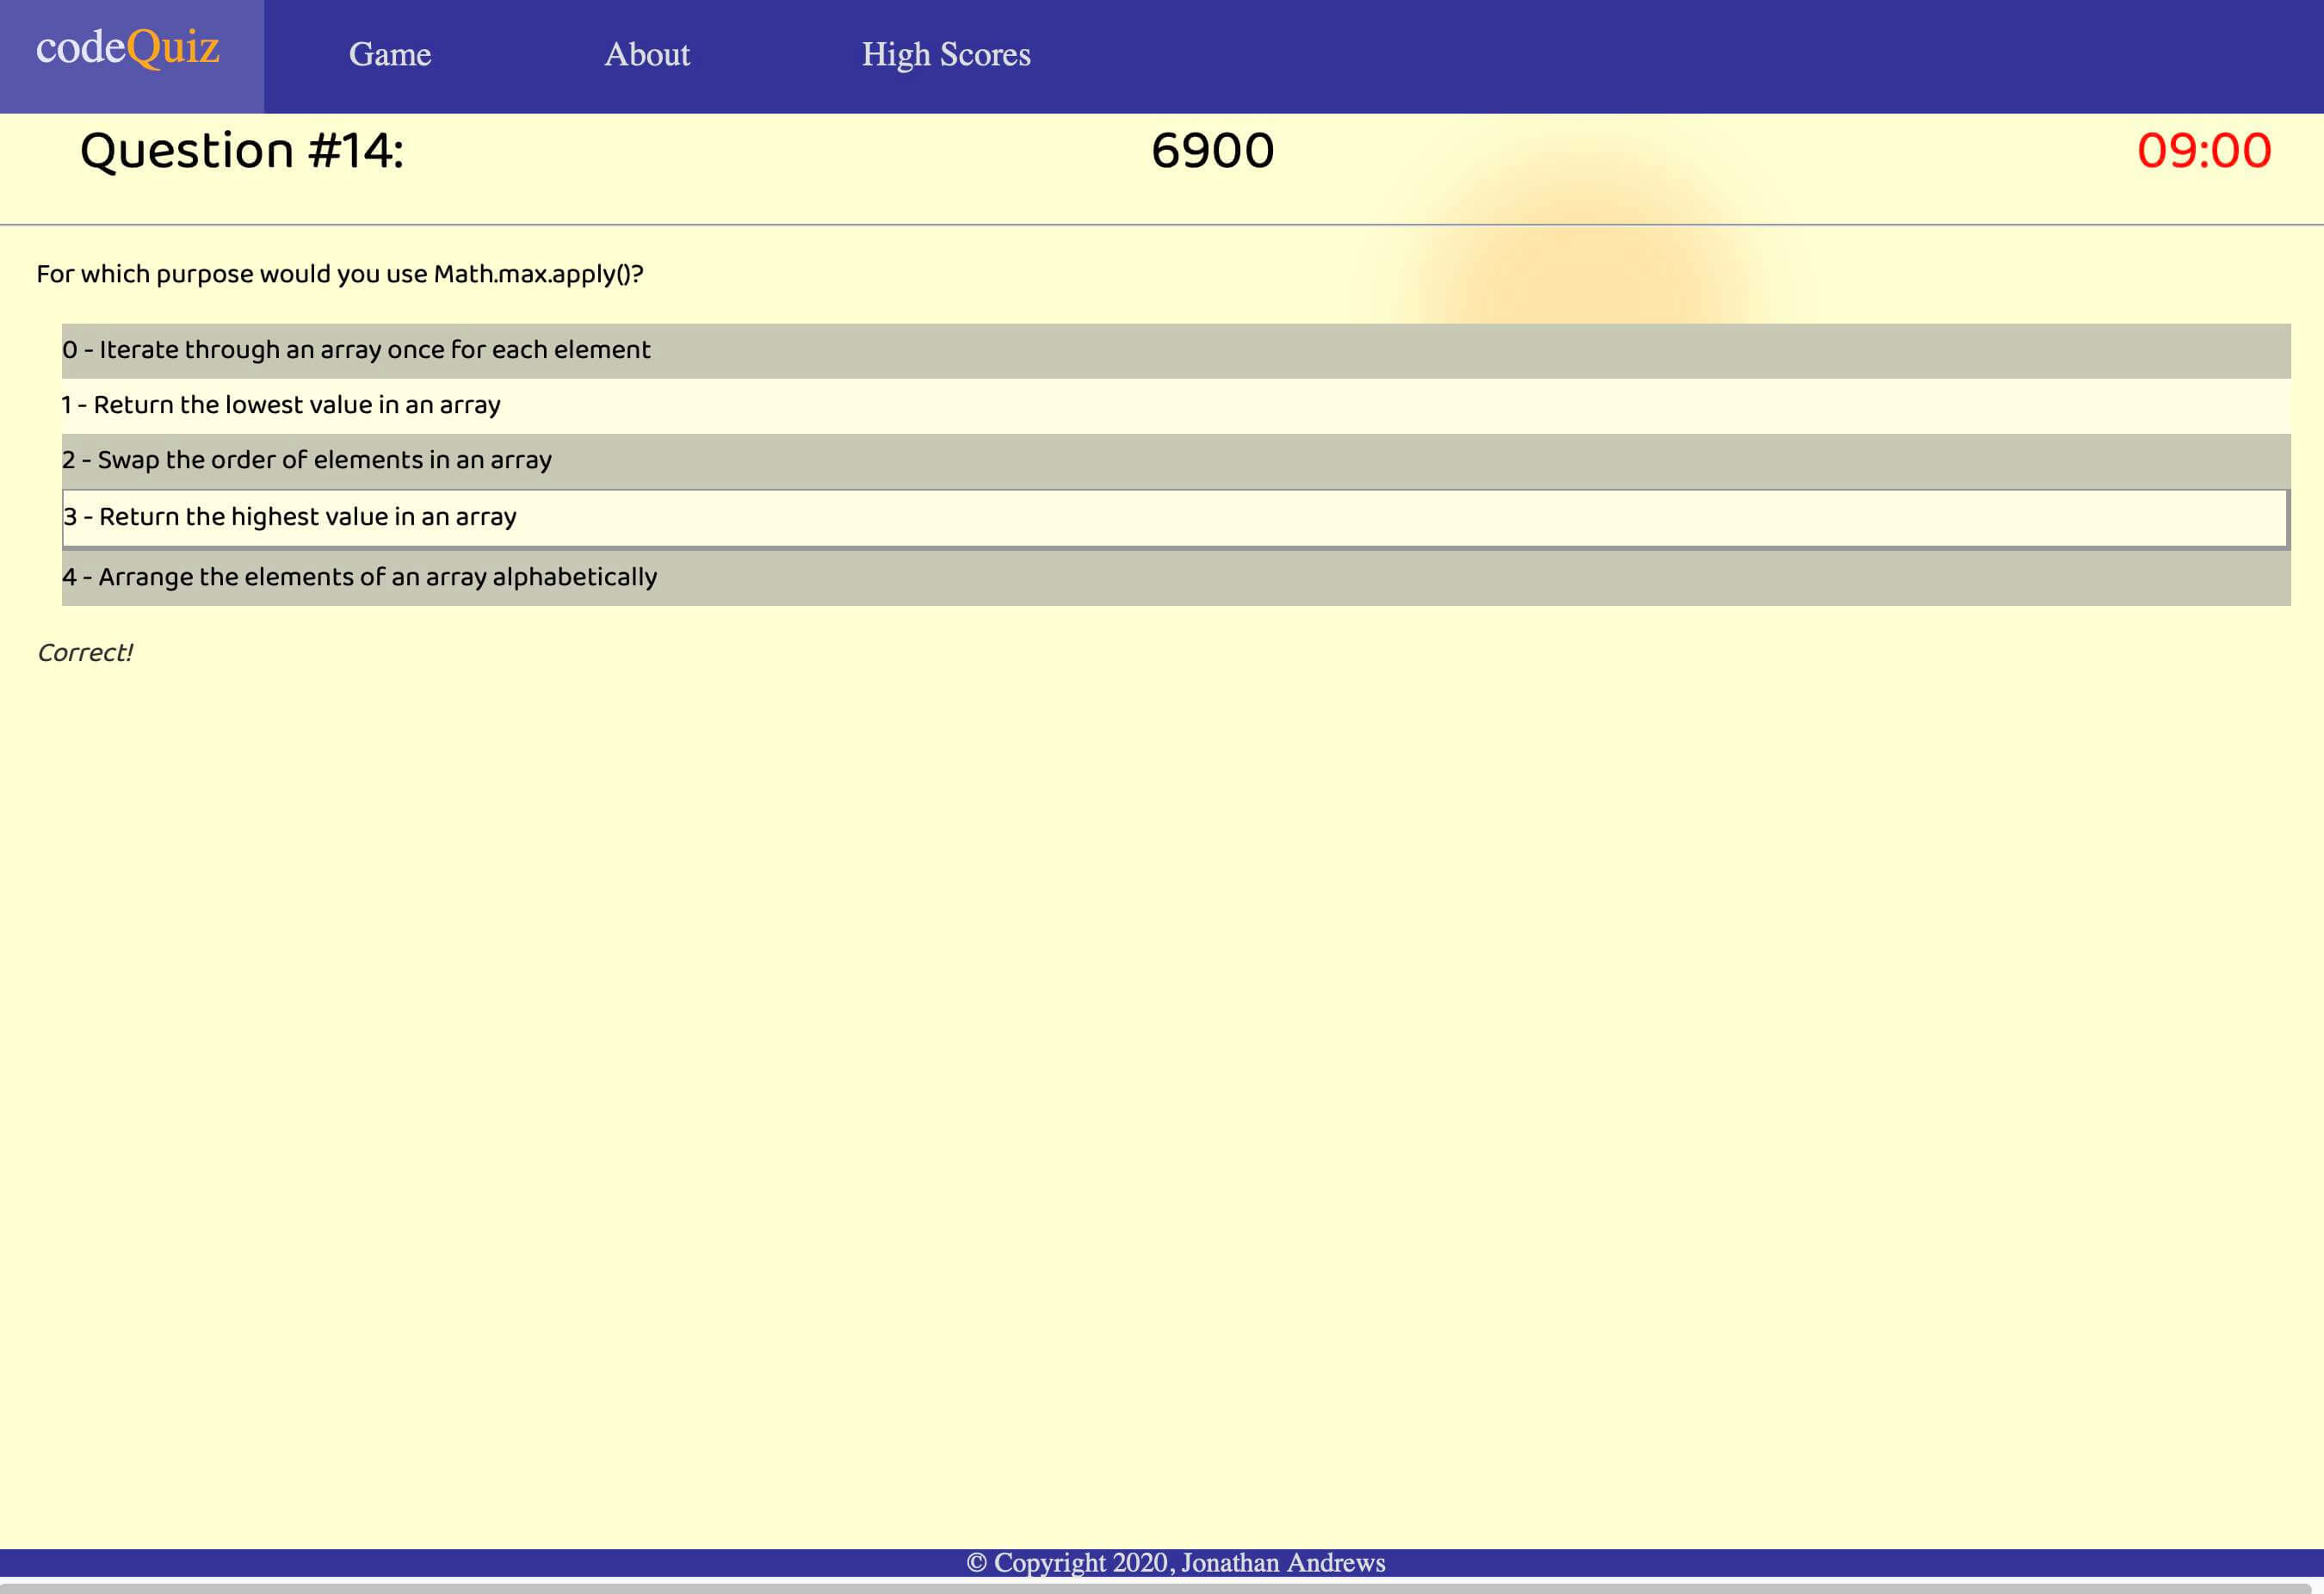 codeQuiz Game About High Scores
Question #14: 6900 09:00
For which purpose would you use Math.max.apply()?
0 - Iterate through an array once for each element
1 - Return the lowest value in an array
2 - Swap the order of elements in an array
3 - Return the highest value in an array
4 - Arrange the elements of an array alphabetically
Correct!
© Copyright 2020, Jonathan Andrews